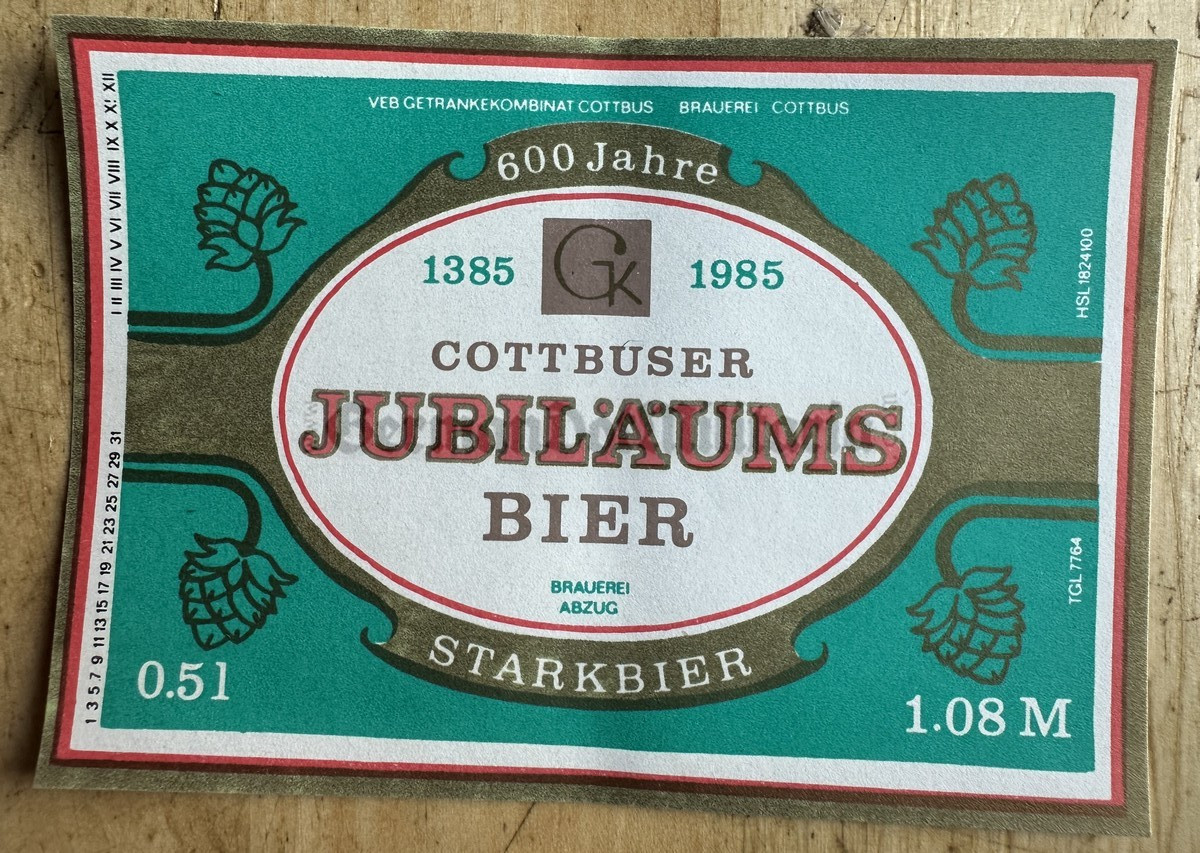 VEB GETRANKEKOMBINAT COTTBUS BRAUEREI COTTBUS
600 Jahre
1385 GK 1985
COTTBUSER
JUBILÄUMS
BIER
BRAUEREI
ABZUG
STARKBIER
0.5 l
1.08 M
I II III IV V VI VII VIII IX X XI XII
1 3 5 7 9 11 13 15 17 19 21 23 25 27 29 31
HSL 1824100
TGL 7764